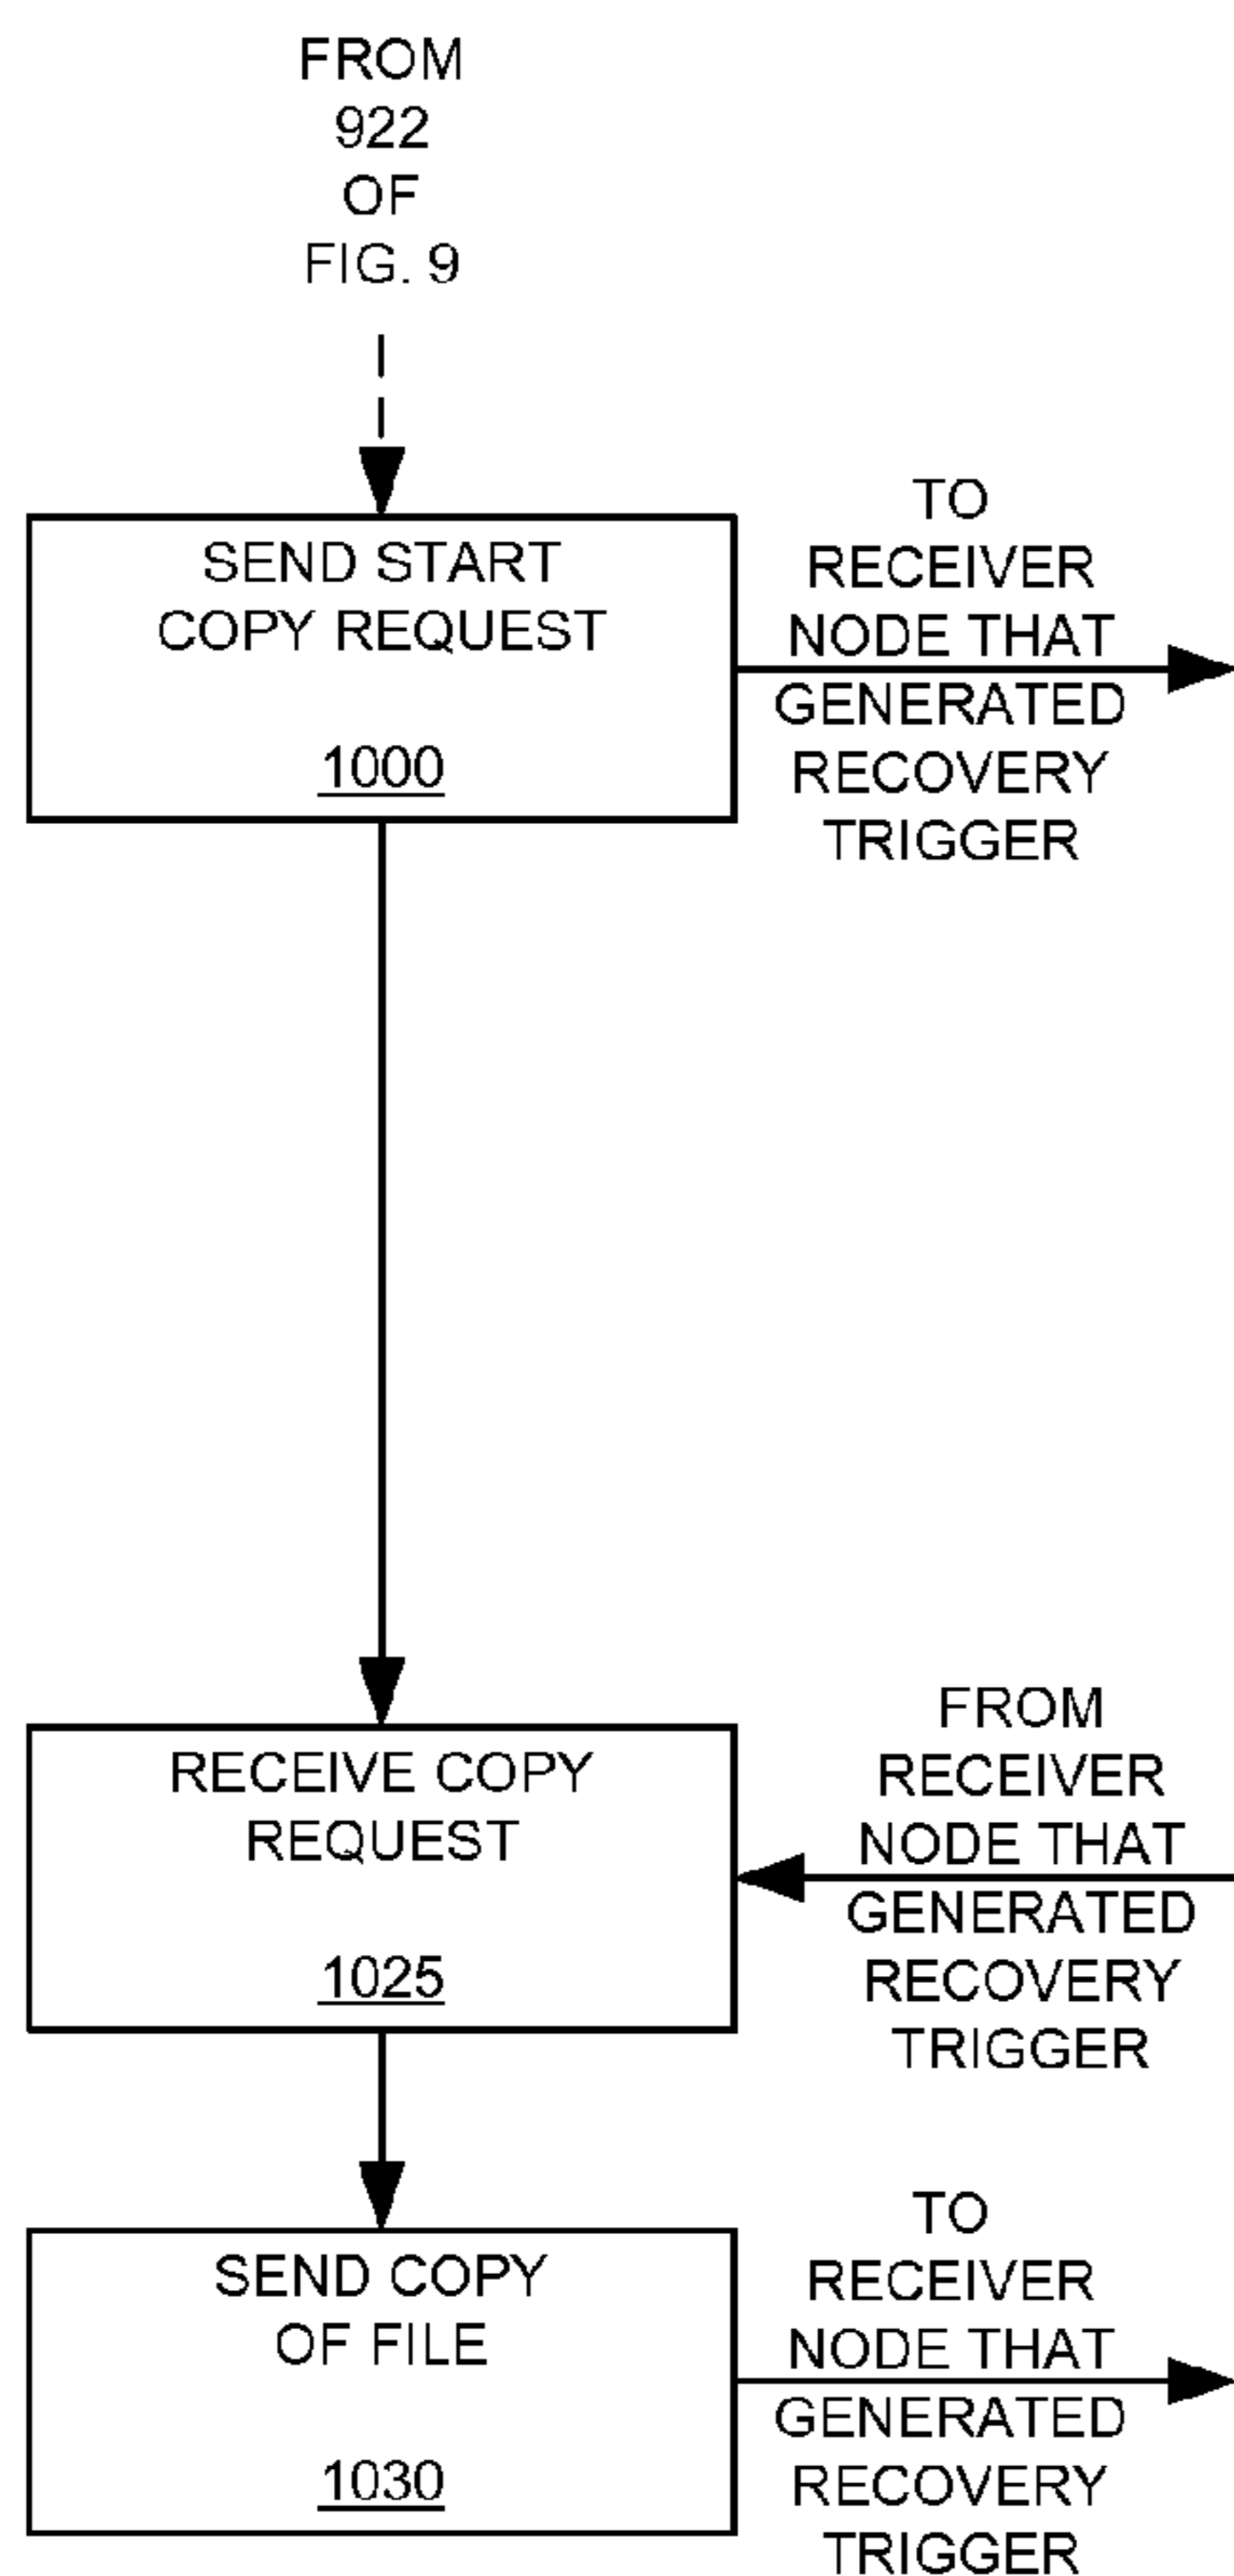 FROM
922
OF
FIG. 9
SEND START
COPY REQUEST
1000
TO
RECEIVER
NODE THAT
GENERATED
RECOVERY
TRIGGER
RECEIVE COPY
REQUEST
1025
FROM
RECEIVER
NODE THAT
GENERATED
RECOVERY
TRIGGER
SEND COPY
OF FILE
1030
TO
RECEIVER
NODE THAT
GENERATED
RECOVERY
TRIGGER